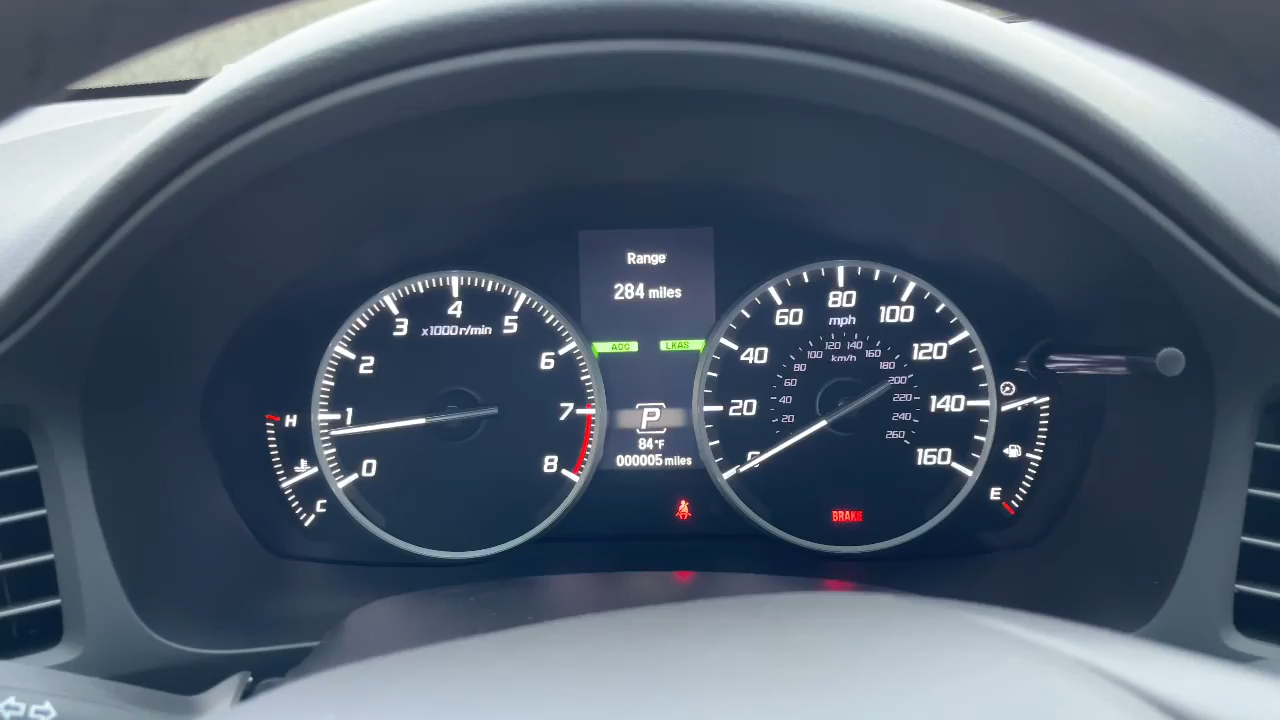 Range
284 miles
ACC LKAS
P
84°F
000005 miles
x1000r/min
0
1
2
3
4
5
6
7
8
H
C
mph
20
40
60
80
100
120
140
160
km/h
20
40
60
80
100
120
140
160
180
200
220
240
260
BRAKE
E